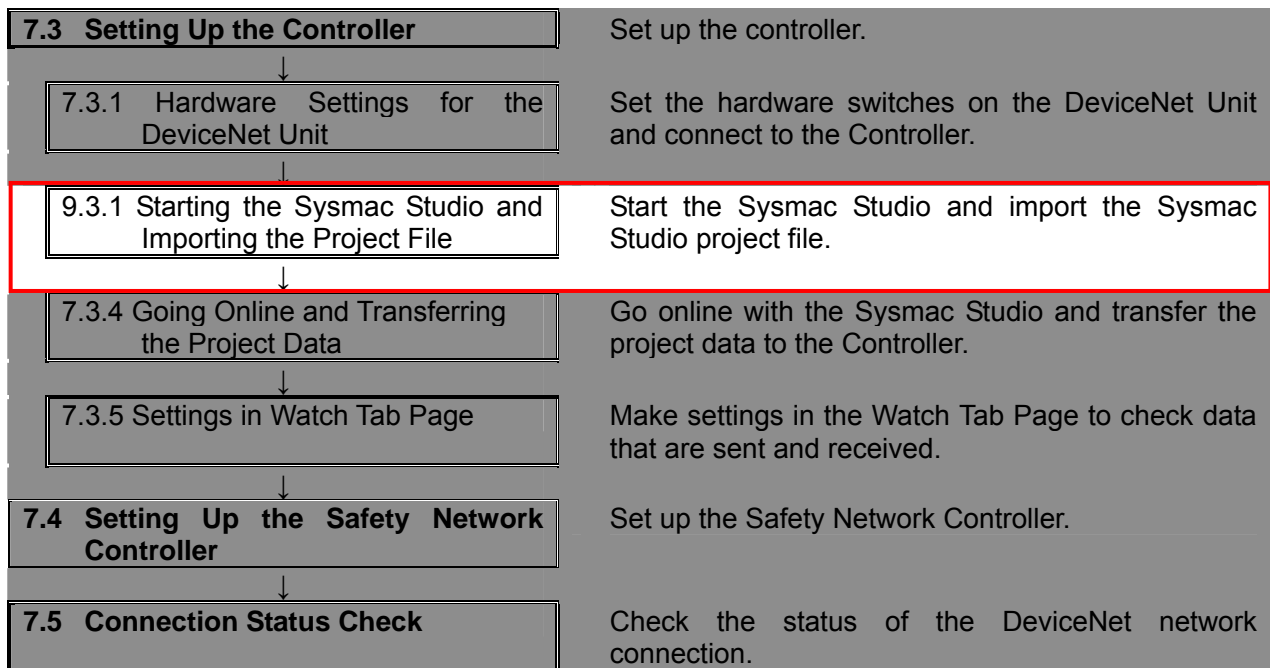 7.3 Setting Up the Controller Set up the controller.
↓
7.3.1 Hardware Settings for the Set the hardware switches on the DeviceNet Unit
DeviceNet Unit and connect to the Controller.
↓
9.3.1 Starting the Sysmac Studio and Start the Sysmac Studio and import the Sysmac
Importing the Project File Studio project file.
↓
7.3.4 Going Online and Transferring Go online with the Sysmac Studio and transfer the
the Project Data project data to the Controller.
↓
7.3.5 Settings in Watch Tab Page Make settings in the Watch Tab Page to check data
that are sent and received.
↓
7.4 Setting Up the Safety Network Set up the Safety Network Controller.
Controller
↓
7.5 Connection Status Check Check the status of the DeviceNet network
connection.